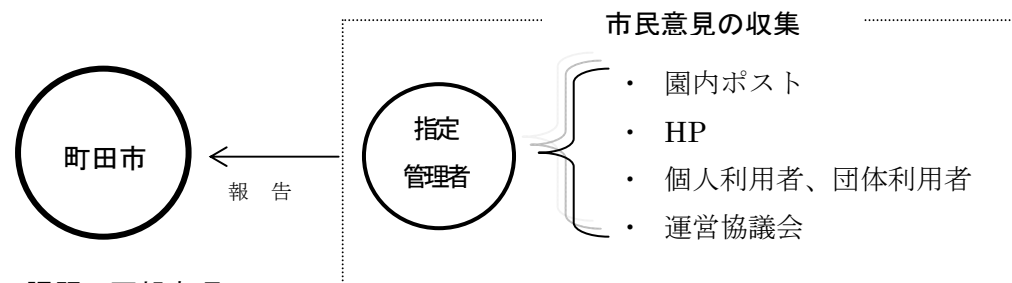 市民意見の収集
町田市
報 告
指定
管理者
・ 園内ポスト
・ HP
・ 個人利用者、団体利用者
・ 運営協議会